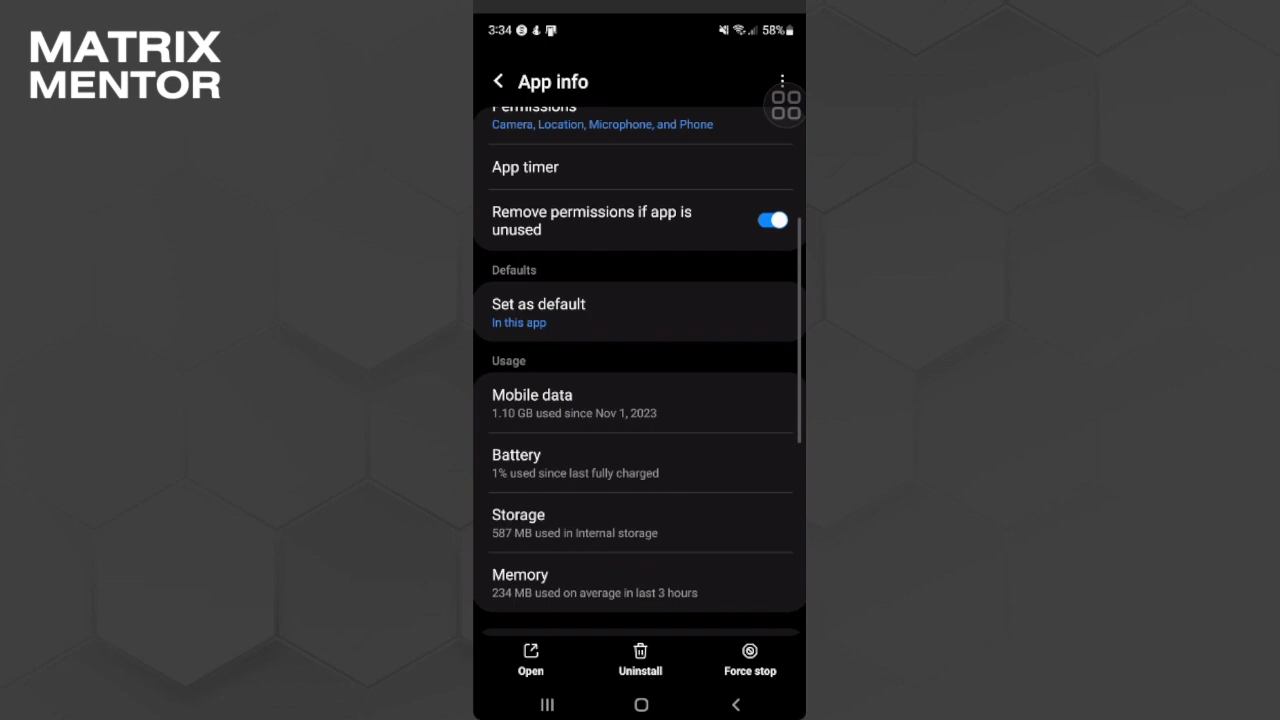 MATRIX
MENTOR
3:34
58%
App info
Permissions
Camera, Location, Microphone, and Phone
App timer
Remove permissions if app is
unused
Defaults
Set as default
In this app
Usage
Mobile data
1.10 GB used since Nov 1, 2023
Battery
1% used since last fully charged
Storage
587 MB used in Internal storage
Memory
234 MB used on average in last 3 hours
Open
Uninstall
Force stop